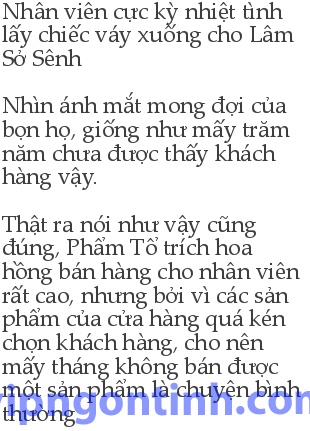 Nhân viên cực kỳ nhiệt tình
lấy chiếc váy xuống cho Lâm
Sở Sênh
Nhìn ánh mắt mong đợi của
bọn họ, giống như mấy trăm
năm chưa được thấy khách
hàng vậy.
Thật ra nói như vậy cũng
đúng, Phẩm Tổ trích hoa
hồng bán hàng cho nhân viên
rất cao, nhưng bởi vì các sản
phẩm của cửa hàng quá kén
chọn khách hàng, cho nên
mấy tháng không bán được
một sản phẩm là chuyện bình
thường
vipngontinh.com